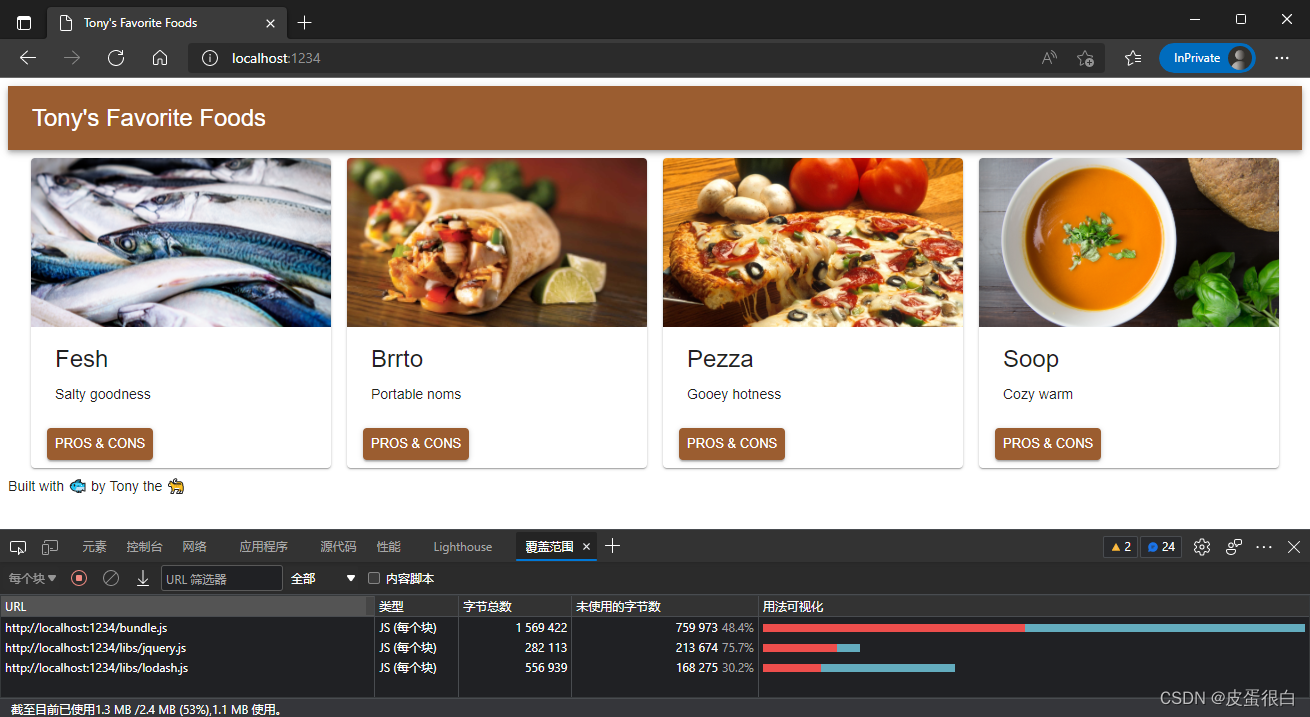 Tony's Favorite Foods
localhost:1234
InPrivate
Tony's Favorite Foods
Fesh Brrto Pezza Soop
Salty goodness Portable noms Gooey hotness Cozy warm
PROS & CONS PROS & CONS PROS & CONS PROS & CONS
Built with 🐟 by Tony the 🐆
元素 控制台 网络 应用程序 源代码 性能 Lighthouse 覆盖范围 2 24
每个块 URL 筛选器 全部 内容脚本
URL 类型 字节总数 未使用的字节数 用法可视化
http://localhost:1234/bundle.js JS (每个块) 1 569 422 759 973 48.4%
http://localhost:1234/libs/jquery.js JS (每个块) 282 113 213 674 75.7%
http://localhost:1234/libs/lodash.js JS (每个块) 556 939 168 275 30.2%
截至目前已使用1.3 MB /2.4 MB (53%),1.1 MB 使用。
CSDN @皮蛋很白